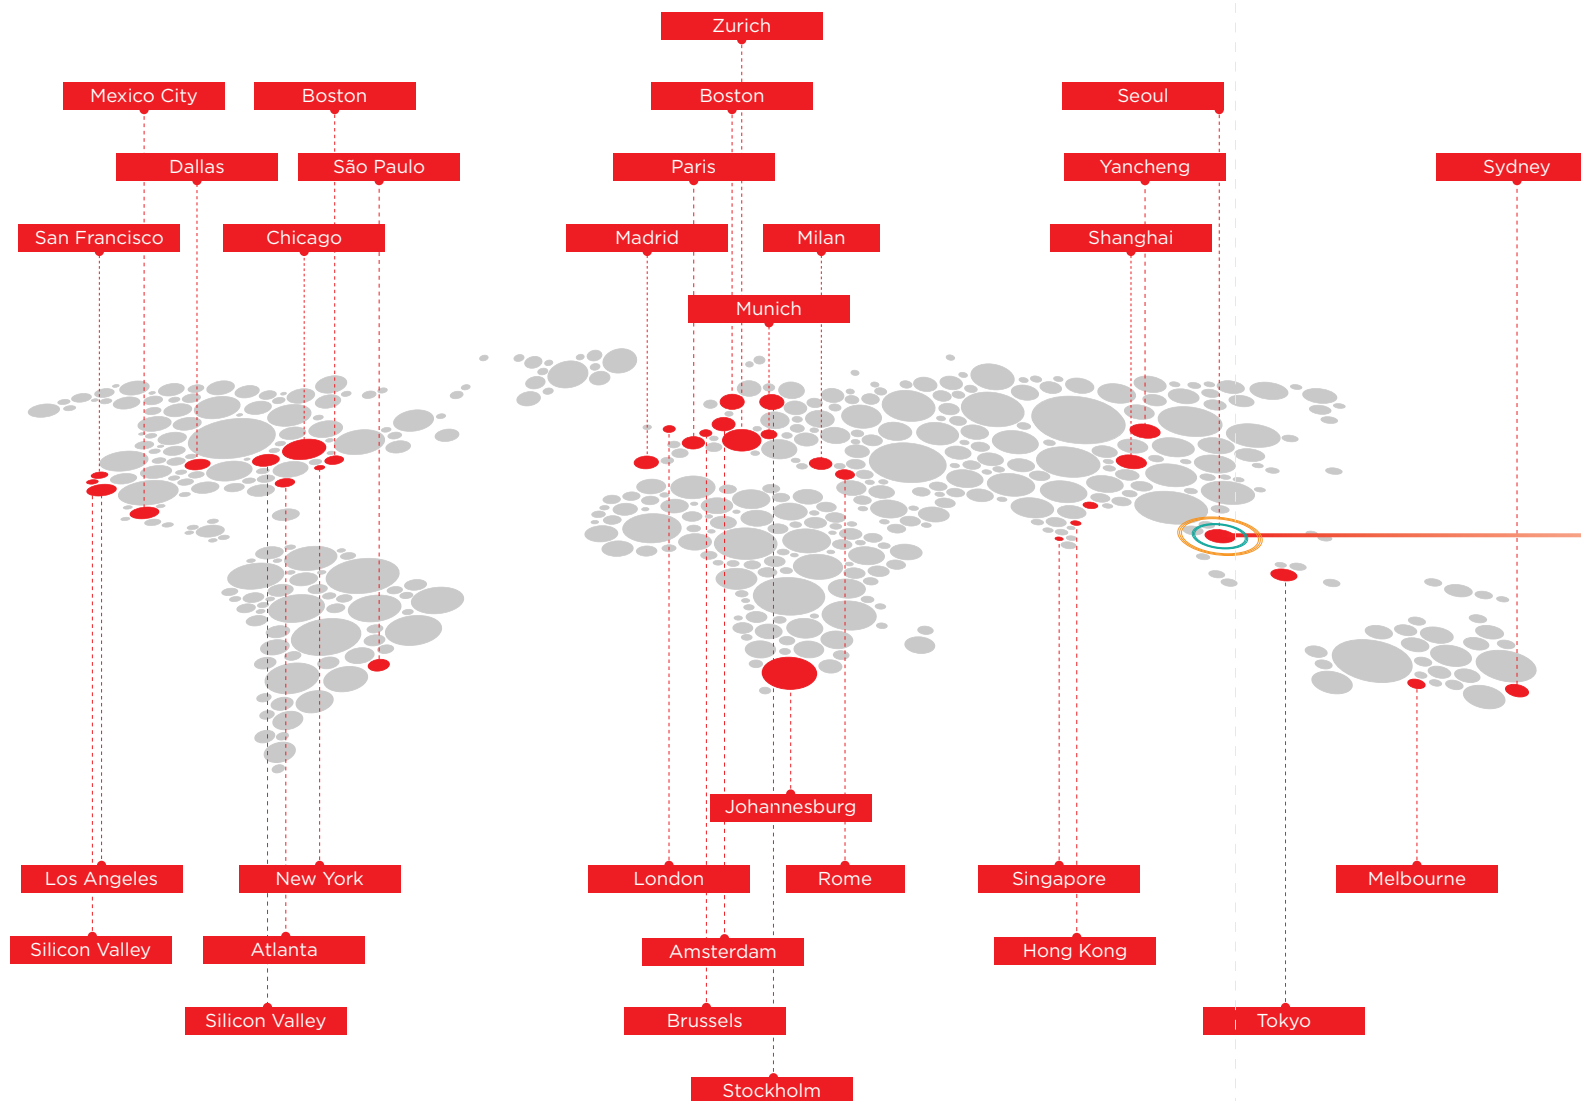 Zurich
Mexico City
Boston
Boston
Seoul
Dallas
São Paulo
Paris
Yancheng
Sydney
San Francisco
Chicago
Madrid
Milan
Shanghai
Munich
Johannesburg
Los Angeles
New York
London
Rome
Singapore
Melbourne
Silicon Valley
Atlanta
Amsterdam
Hong Kong
Silicon Valley
Brussels
Tokyo
Stockholm